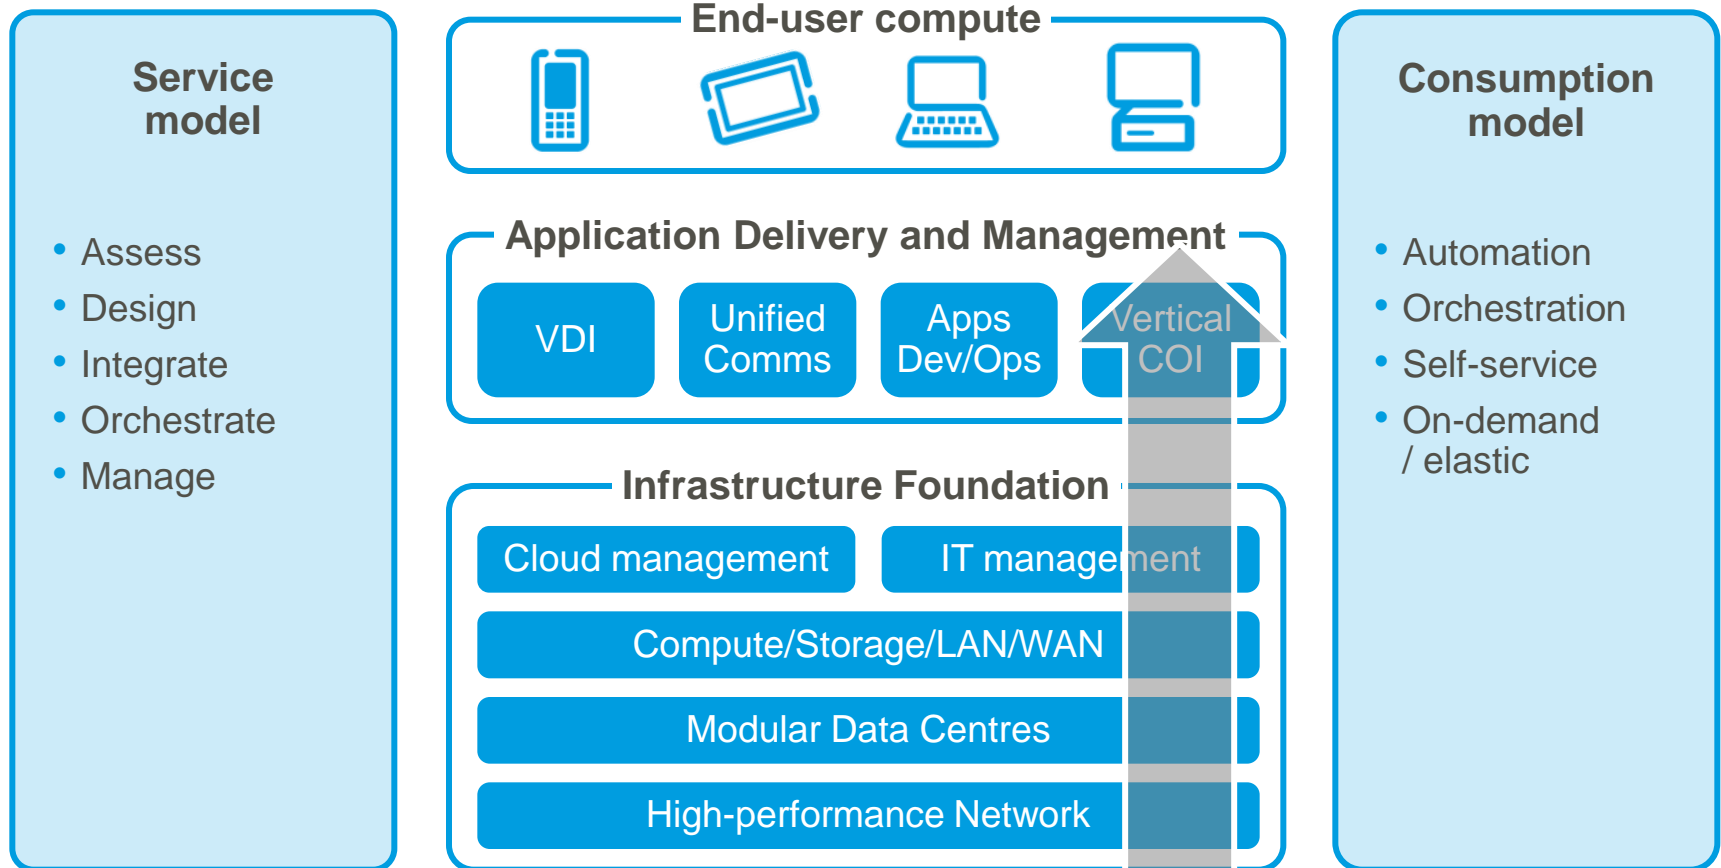 Service
model
• Assess
• Design
• Integrate
• Orchestrate
• Manage
End-user compute
Application Delivery and Management
VDI
Unified
Comms
Apps
Dev/Ops
Vertical
COI
Infrastructure Foundation
Cloud management
IT management
Compute/Storage/LAN/WAN
Modular Data Centres
High-performance Network
Consumption
model
• Automation
• Orchestration
• Self-service
• On-demand
/ elastic